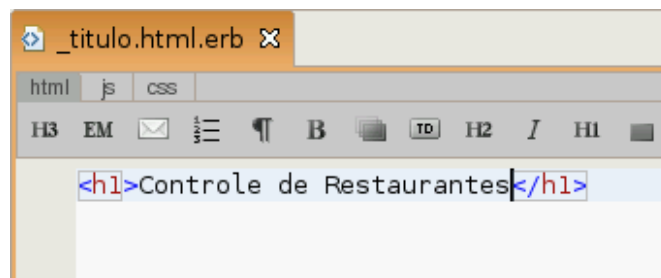 _titulo.html.erb
html js css
H3 EM TD B H2 I H1
<h1>Controle de Restaurantes</h1>